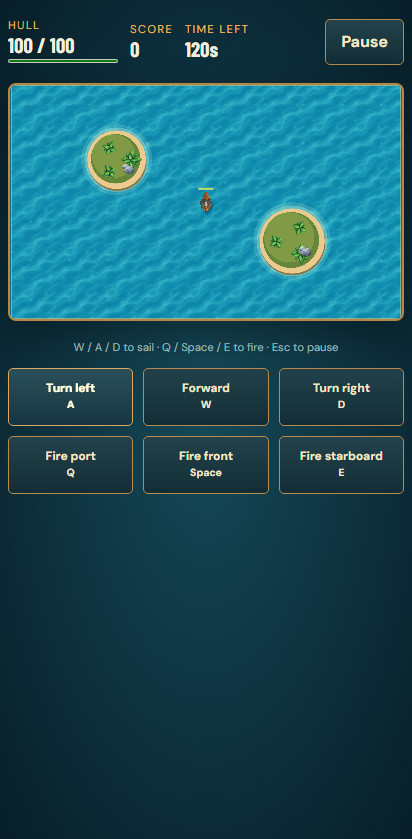 HULL
100 / 100
SCORE
0
TIME LEFT
120s
Pause
W / A / D to sail · Q / Space / E to fire · Esc to pause
Turn left
A
Forward
W
Turn right
D
Fire port
Q
Fire front
Space
Fire starboard
E